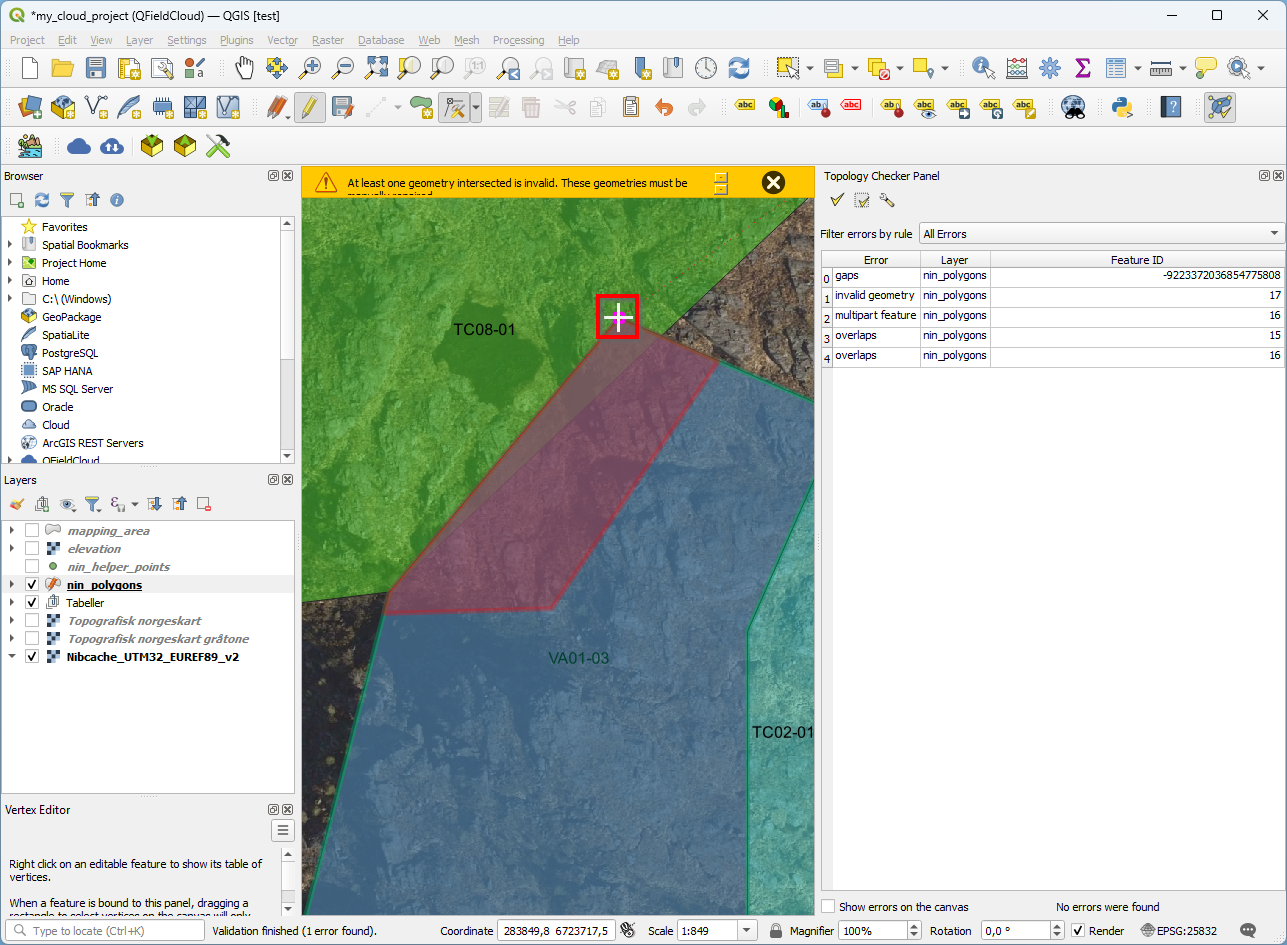 *my_cloud_project (QFieldCloud) — QGIS [test]
Project Edit View Layer Settings Plugins Vector Raster Database Web Mesh Processing Help
Browser
Favorites
Spatial Bookmarks
Project Home
Home
C:\ (Windows)
GeoPackage
SpatiaLite
PostgreSQL
SAP HANA
MS SQL Server
Oracle
Cloud
ArcGIS REST Servers
QFieldCloud
Layers
mapping_area
elevation
nin_helper_points
nin_polygons
Tabeller
Topografisk norgeskart
Topografisk norgeskart gråtone
Nibcache_UTM32_EUREF89_v2
Vertex Editor
Right click on an editable feature to show its table of
vertices.
When a feature is bound to this panel, dragging a
rectangle to select vertices on the canvas will only
At least one geometry intersected is invalid. These geometries must be
manually repaired.
TC08-01
VA01-03
TC02-01
Topology Checker Panel
Filter errors by rule All Errors
Error Layer Feature ID
0 gaps nin_polygons -9223372036854775808
1 invalid geometry nin_polygons 17
2 multipart feature nin_polygons 16
3 overlaps nin_polygons 15
4 overlaps nin_polygons 16
Show errors on the canvas No errors were found
Type to locate (Ctrl+K) Validation finished (1 error found). Coordinate 283849,8 6723717,5 Scale 1:849 Magnifier 100% Rotation 0,0 ° Render EPSG:25832